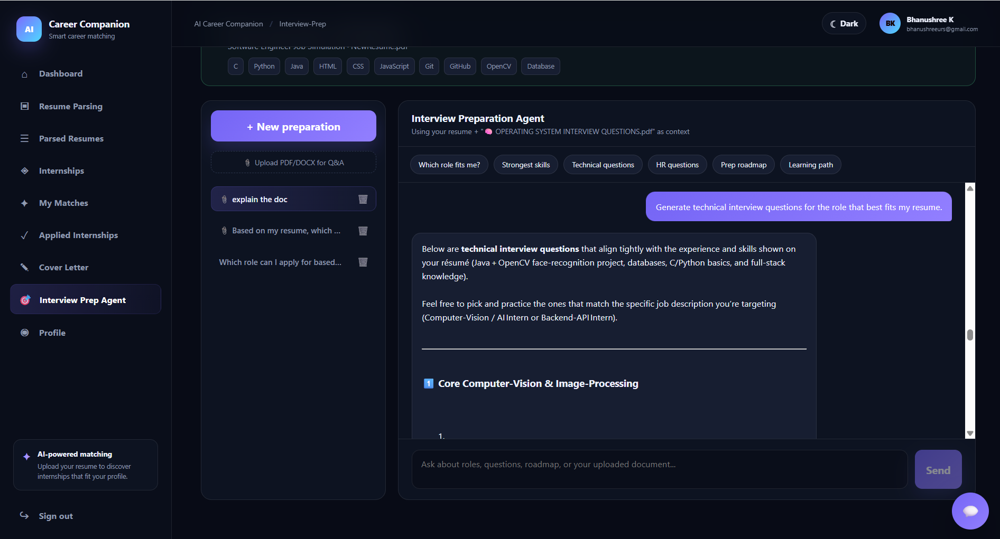 AI
Career Companion
Smart career matching
Dashboard
Resume Parsing
Parsed Resumes
Internships
My Matches
Applied Internships
Cover Letter
Interview Prep Agent
Profile
AI-powered matching
Upload your resume to discover
internships that fit your profile.
Sign out
AI Career Companion / Interview-Prep
Dark
BK
Bhanushree K
bhanushreeurs@gmail.com
Software Engineer Job Simulation · NewResume.pdf
C Python Java HTML CSS JavaScript Git GitHub OpenCV Database
+ New preparation
Upload PDF/DOCX for Q&A
explain the doc
Based on my resume, which ...
Which role can I apply for based...
Interview Preparation Agent
Using your resume + "🧠 OPERATING SYSTEM INTERVIEW QUESTIONS.pdf" as context
Which role fits me? Strongest skills Technical questions HR questions Prep roadmap Learning path
Generate technical interview questions for the role that best fits my resume.
Below are technical interview questions that align tightly with the experience and skills shown on
your résumé (Java + OpenCV face-recognition project, databases, C/Python basics, and full-stack
knowledge).
Feel free to pick and practice the ones that match the specific job description you’re targeting
(Computer-Vision / AI Intern or Backend-API Intern).
1️⃣ Core Computer-Vision & Image-Processing
1.
Ask about roles, questions, roadmap, or your uploaded document...
Send